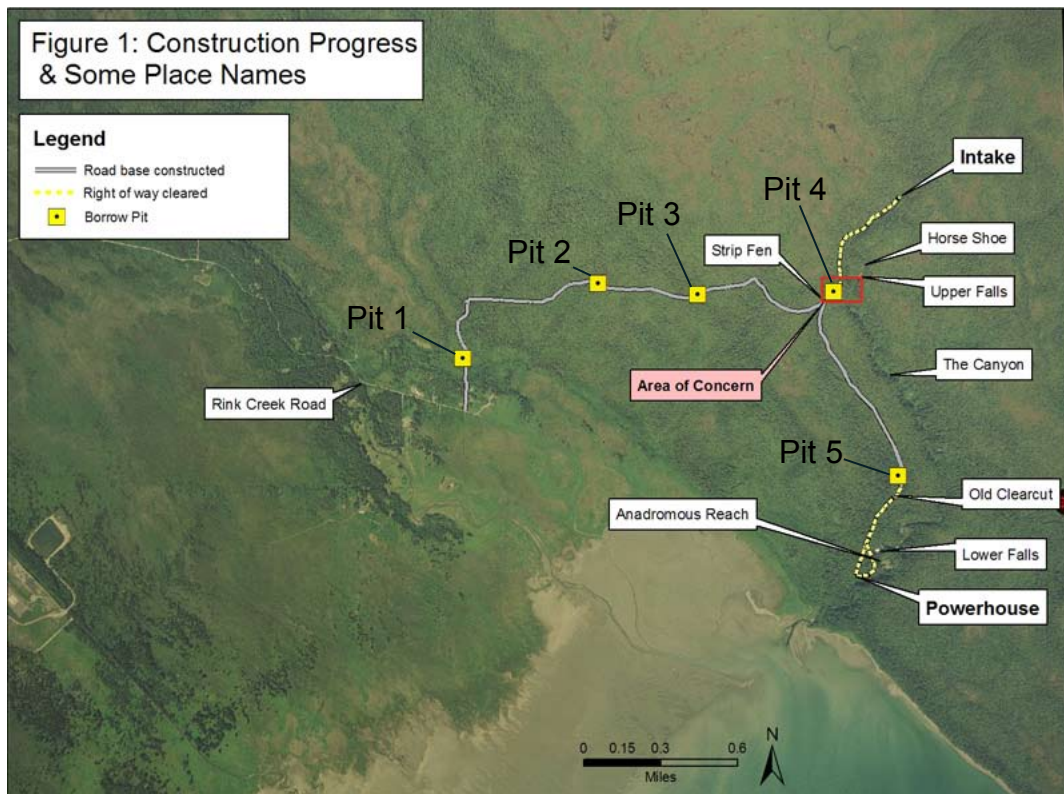 Figure 1: Construction Progress
& Some Place Names
Legend
Road base constructed
Right of way cleared
Borrow Pit
Intake
Pit 4
Horse Shoe
Pit 3
Strip Fen
Pit 2
Upper Falls
Pit 1
The Canyon
Area of Concern
Rink Creek Road
Pit 5
Old Clearcut
Anadromous Reach
Lower Falls
Powerhouse
0 0.15 0.3 0.6
Miles
N